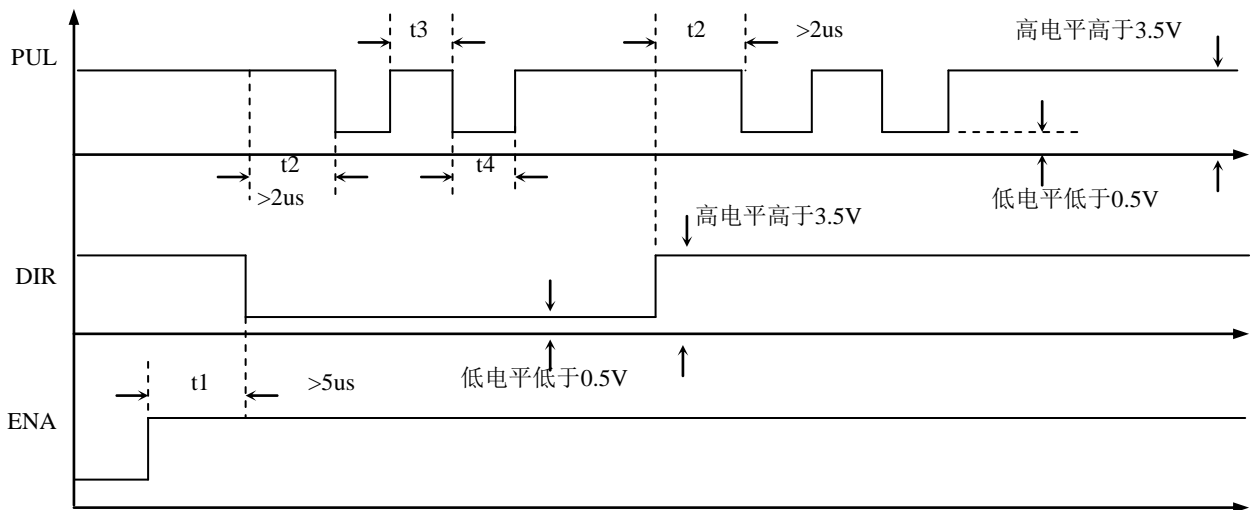 t3
t2
>2us
高电平高于3.5V
PUL
t2
t4
>2us
低电平低于0.5V
高电平高于3.5V
DIR
t1
>5us
低电平低于0.5V
ENA